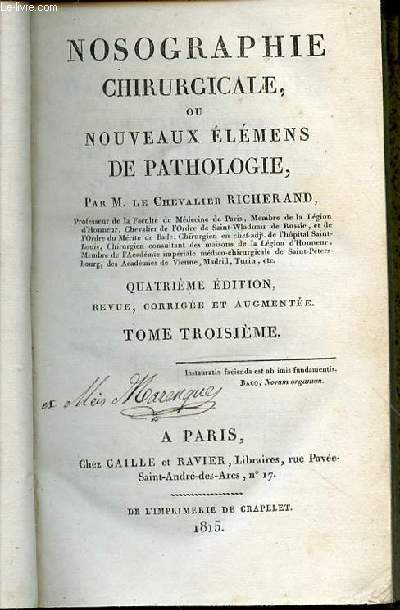 Le-livre.com
NOSOGRAPHIE
CHIRURGICALE,
OU
NOUVEAUX ÉLÉMENS
DE PATHOLOGIE,
PAR M. LE CHEVALIER RICHERAND,
Professeur de la Faculté de Médecine de Paris, Membre de la Légion
d'Honneur, Chevalier de l'Ordre de Saint-Wladimir de Russie, et de
l'Ordre du Mérite de Bade, Chirurgien en chef-adj. de l'hôpital Saint-
Louis, Chirurgien consultant des maisons de la Légion d'Honneur,
Membre de l'Académie impériale médico-chirurgicale de Saint-Péters-
bourg, des Académies de Vienne, Madrid, Turin, etc.
QUATRIÈME ÉDITION,
REVUE, CORRIGÉE ET AUGMENTÉE.
TOME TROISIÈME.
Instauratio facienda est ab imis fundamentis.
BACO, Novum organum.
ex
A PARIS,
Chez CAILLE et RAVIER, Libraires, rue Pavée-
Saint-André-des-Arcs, n° 17.
DE L'IMPRIMERIE DE CRAPELET.
1815.